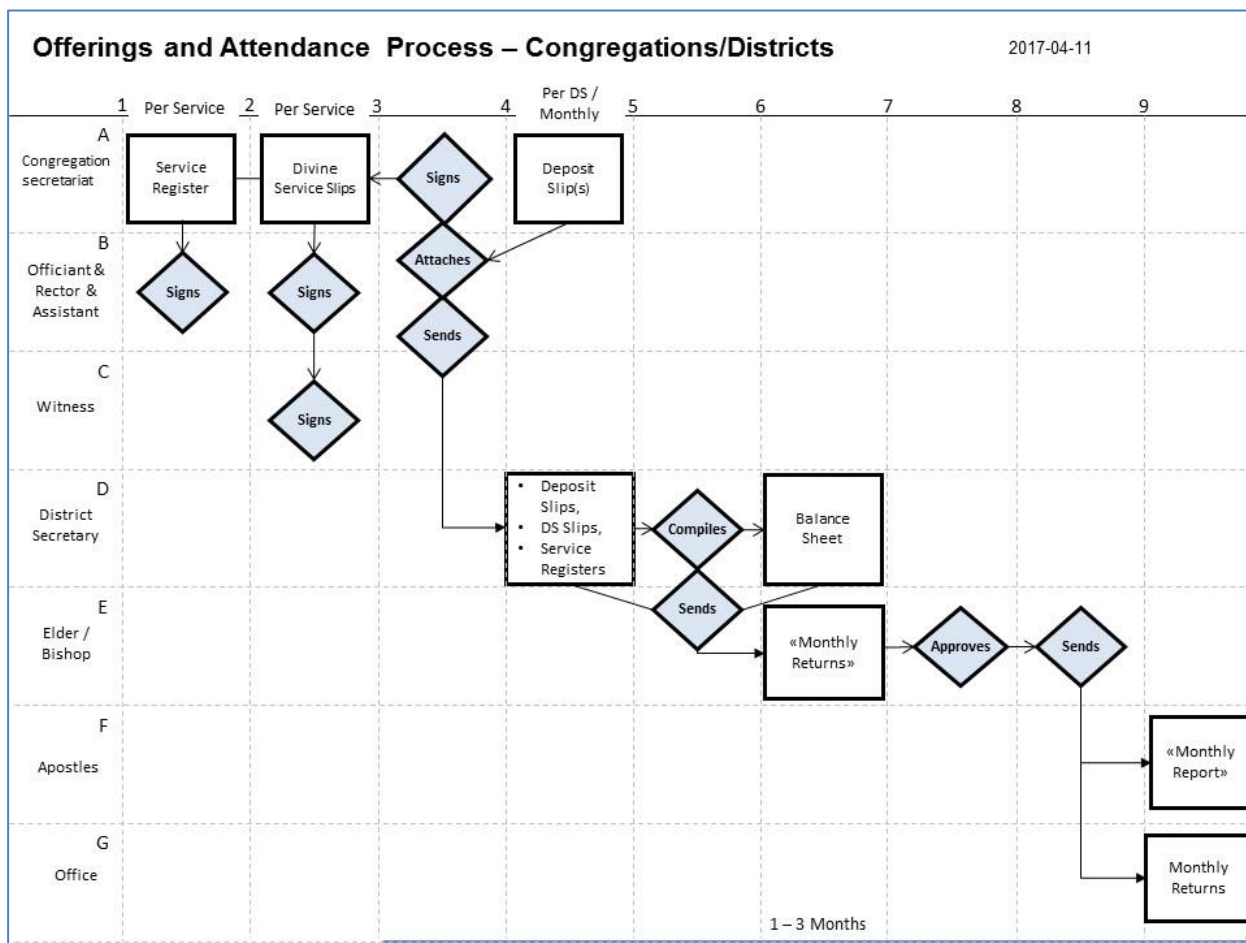 Offerings and Attendance Process – Congregations/Districts
2017-04-11
1 Per Service 2 Per Service 3 4 Per DS / 5 6 7 8 9
Monthly
A
Congregation
secretariat
Service
Register
Divine
Service Slips
Signs
Deposit
Slip(s)
B
Officiant &
Rector &
Assistant
Signs
Signs
Attaches
Sends
C
Witness
Signs
D
District
Secretary
• Deposit
Slips,
• DS Slips,
• Service
Registers
Compiles
Balance
Sheet
E
Elder /
Bishop
Sends
«Monthly
Returns»
Approves
Sends
F
Apostles
«Monthly
Report»
G
Office
Monthly
Returns
1 – 3 Months